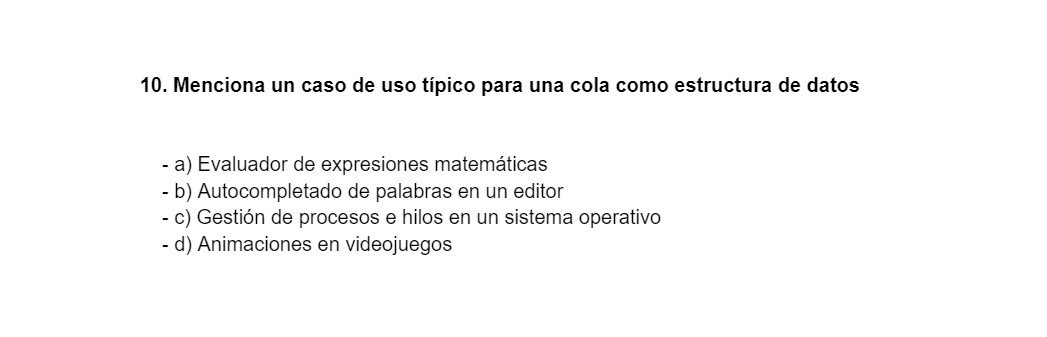 10. Menciona un caso de uso típico para una cola como estructura de datos
- a) Evaluador de expresiones matemáticas
- b) Autocompletado de palabras en un editor
- c) Gestión de procesos e hilos en un sistema operativo
- d) Animaciones en videojuegos